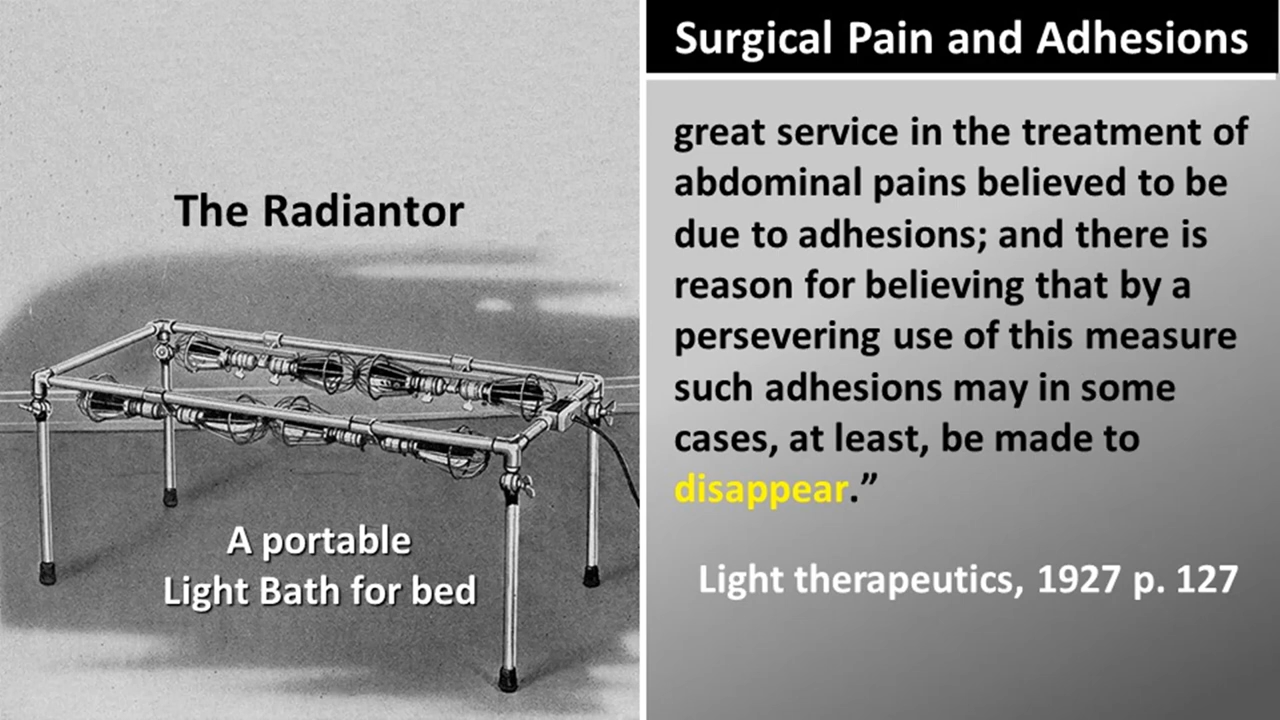 The Radiantor
A portable
Light Bath for bed
Surgical Pain and Adhesions
great service in the treatment of
abdominal pains believed to be
due to adhesions; and there is
reason for believing that by a
persevering use of this measure
such adhesions may in some
cases, at least, be made to
disappear.”
Light therapeutics, 1927 p. 127